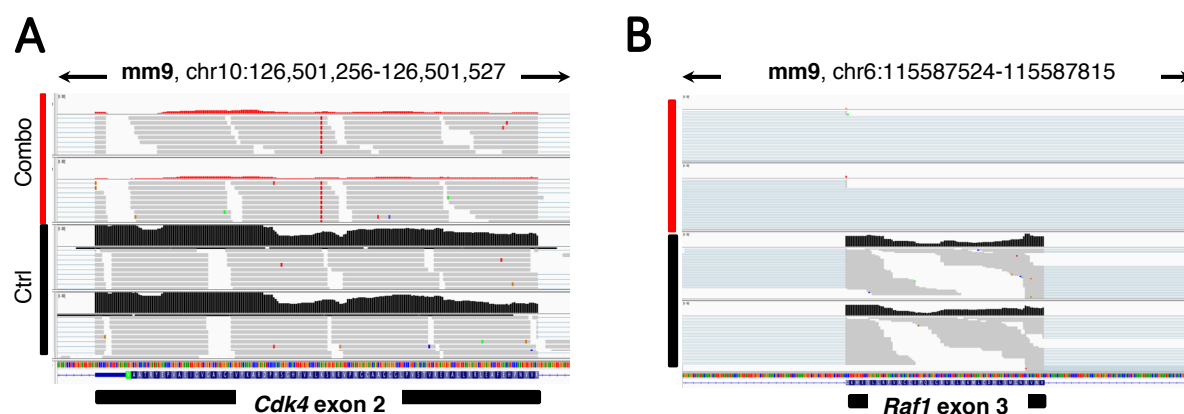 A
mm9, chr10:126,501,256-126,501,527
Combo
Ctrl
Cdk4 exon 2
B
mm9, chr6:115587524-115587815
Raf1 exon 3